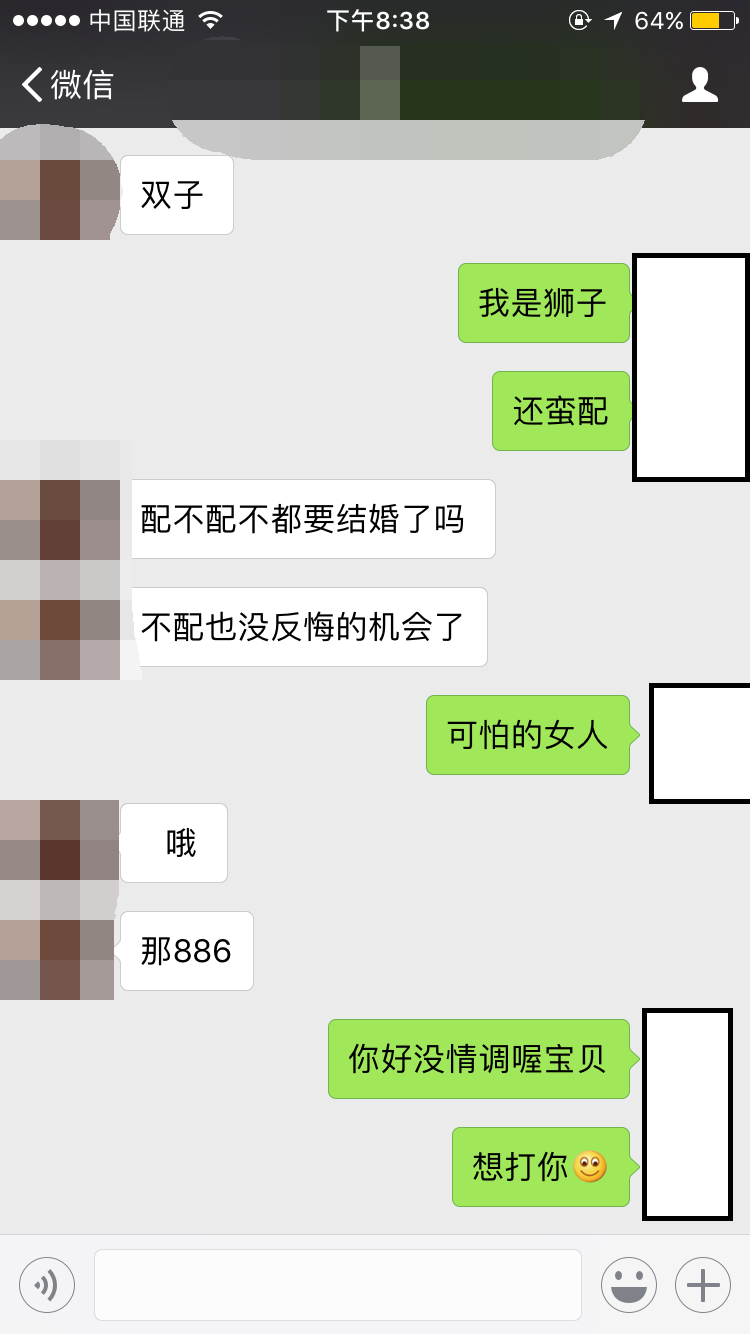 中国联通 下午8:38 64%
微信
双子
我是狮子
还蛮配
配不配不都要结婚了吗
不配也没反悔的机会了
可怕的女人
哦
那886
你好没情调喔宝贝
想打你